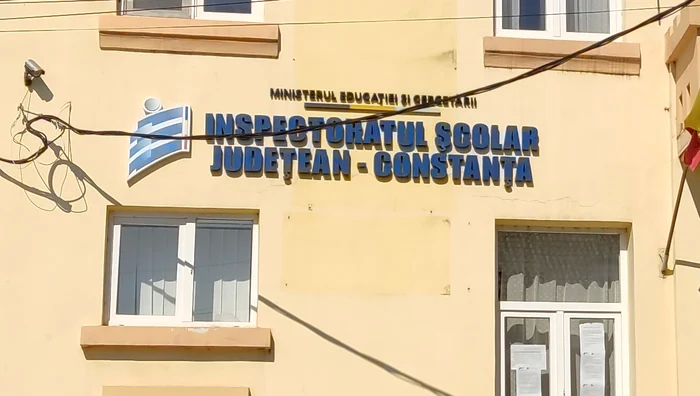 MINISTERUL EDUCAȚIEI ȘI CERCETĂRII
INSPECTORATUL ȘCOLAR
JUDEȚEAN - CONSTANȚA